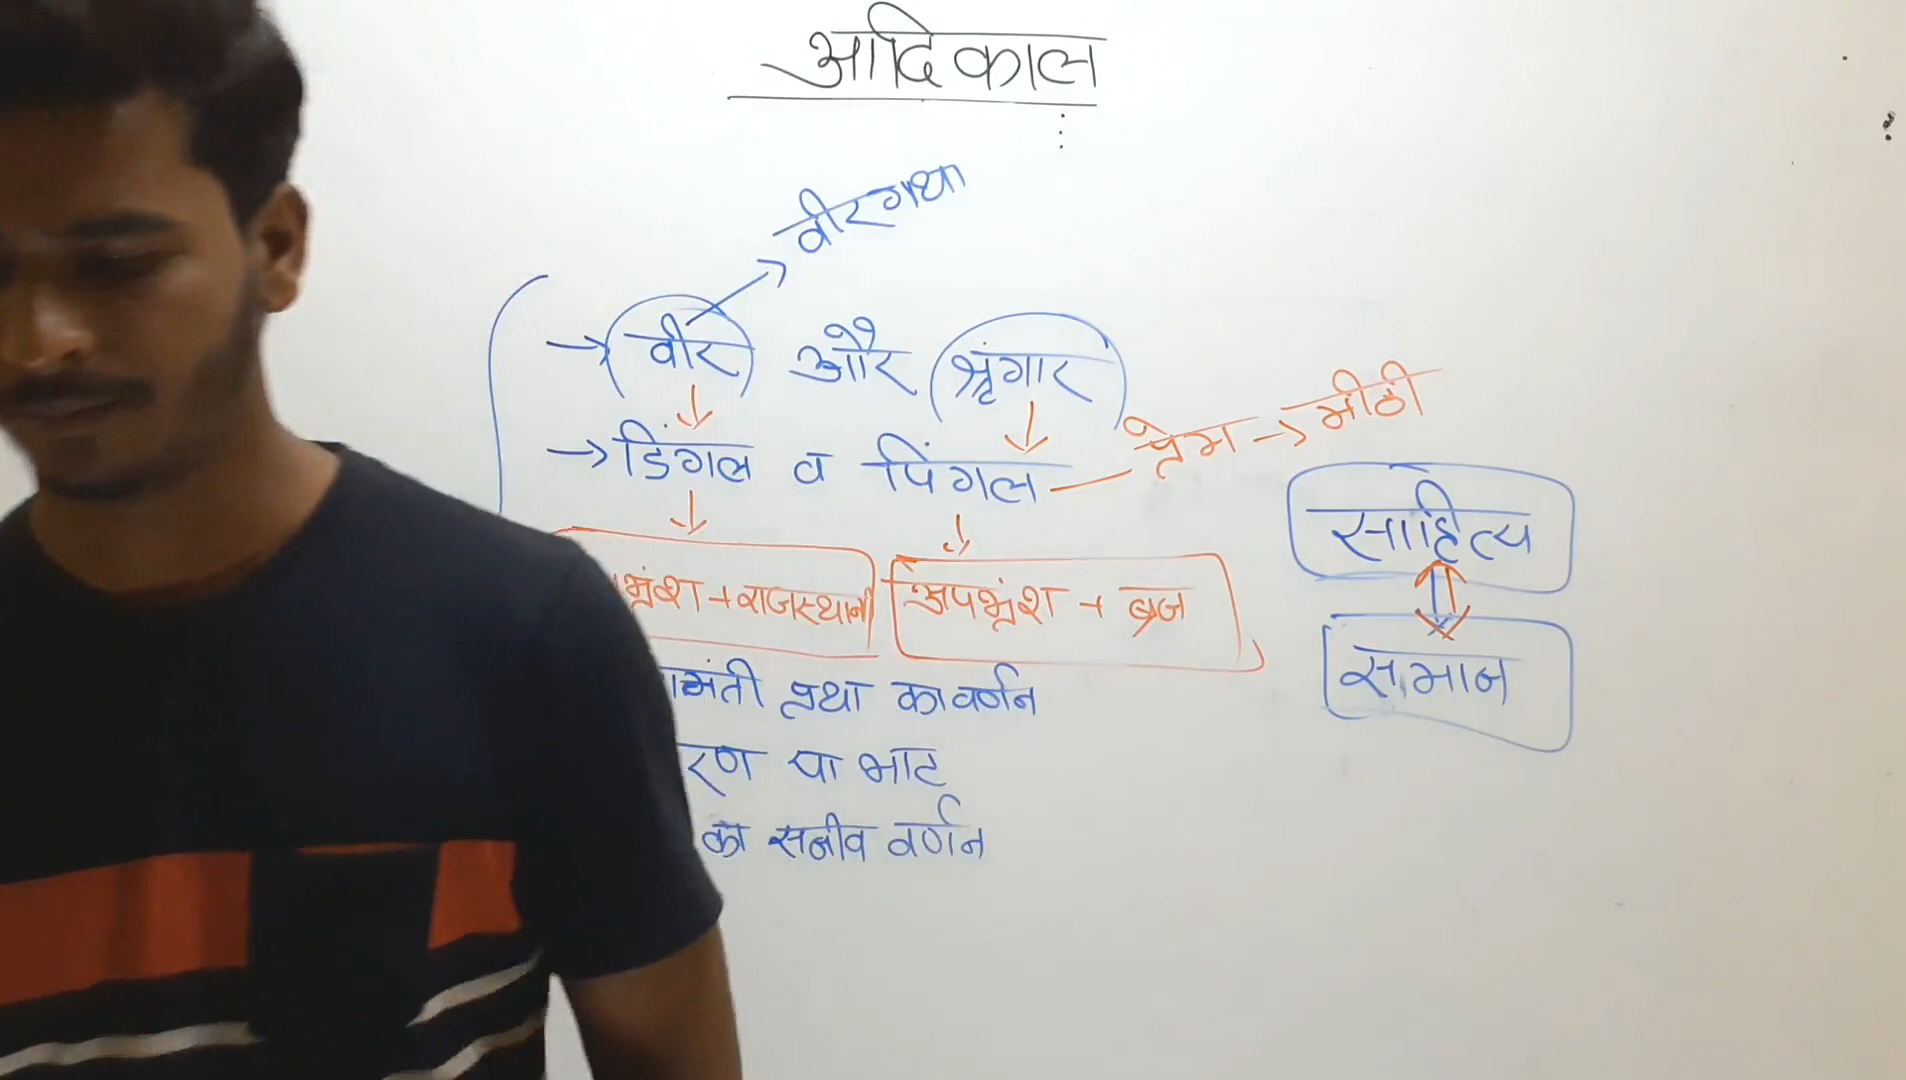 आदिकाल
वीरगाथा
→ वीर और श्रृंगार
प्रेम → मीठी
→ डिंगल व पिंगल
साहित्य
भ्रंश + राजस्थानी
अपभ्रंश + ब्रज
समाज
मंती प्रथा का वर्णन
रण या भाट
का सजीव वर्णन